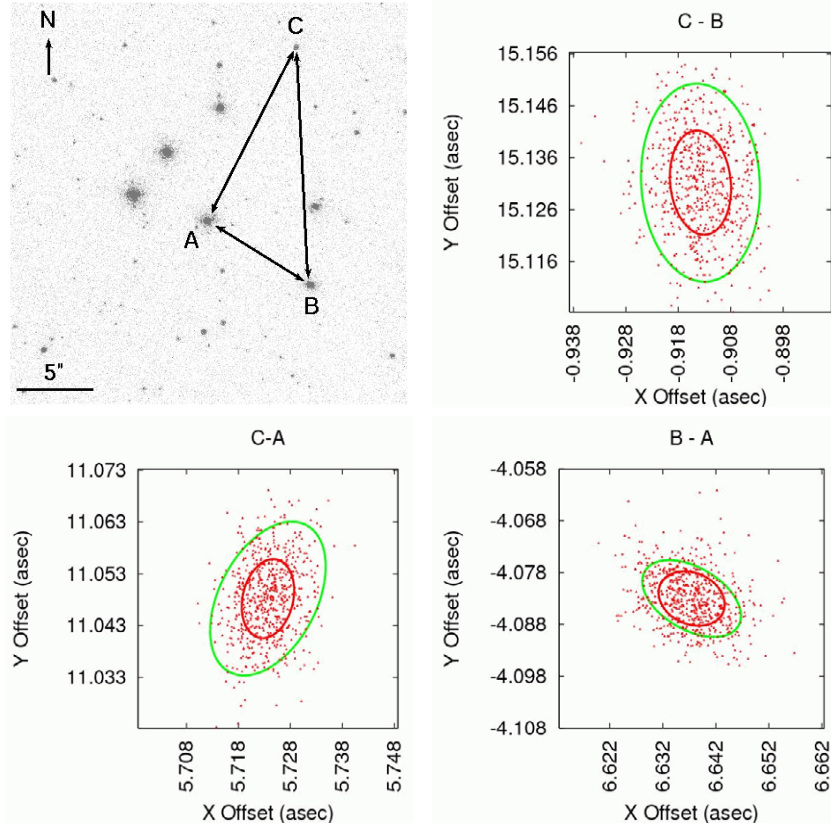 N
C
A
B
5"
C - B
15.156
15.146
15.136
15.126
15.116
Y Offset (asec)
-0.938
-0.928
-0.918
-0.908
-0.898
X Offset (asec)
C-A
11.073
11.063
11.053
11.043
11.033
Y Offset (asec)
5.708
5.718
5.728
5.738
5.748
X Offset (asec)
B - A
-4.058
-4.068
-4.078
-4.088
-4.098
-4.108
Y Offset (asec)
6.622
6.632
6.642
6.652
6.662
X Offset (asec)